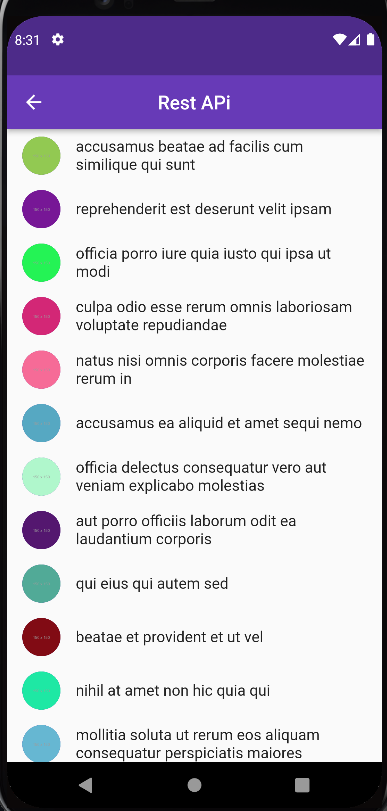 8:31
Rest APi
accusamus beatae ad facilis cum
similique qui sunt
reprehenderit est deserunt velit ipsam
officia porro iure quia iusto qui ipsa ut
modi
culpa odio esse rerum omnis laboriosam
voluptate repudiandae
natus nisi omnis corporis facere molestiae
rerum in
accusamus ea aliquid et amet sequi nemo
officia delectus consequatur vero aut
veniam explicabo molestias
aut porro officiis laborum odit ea
laudantium corporis
qui eius qui autem sed
beatae et provident et ut vel
nihil at amet non hic quia qui
mollitia soluta ut rerum eos aliquam
consequatur perspiciatis maiores